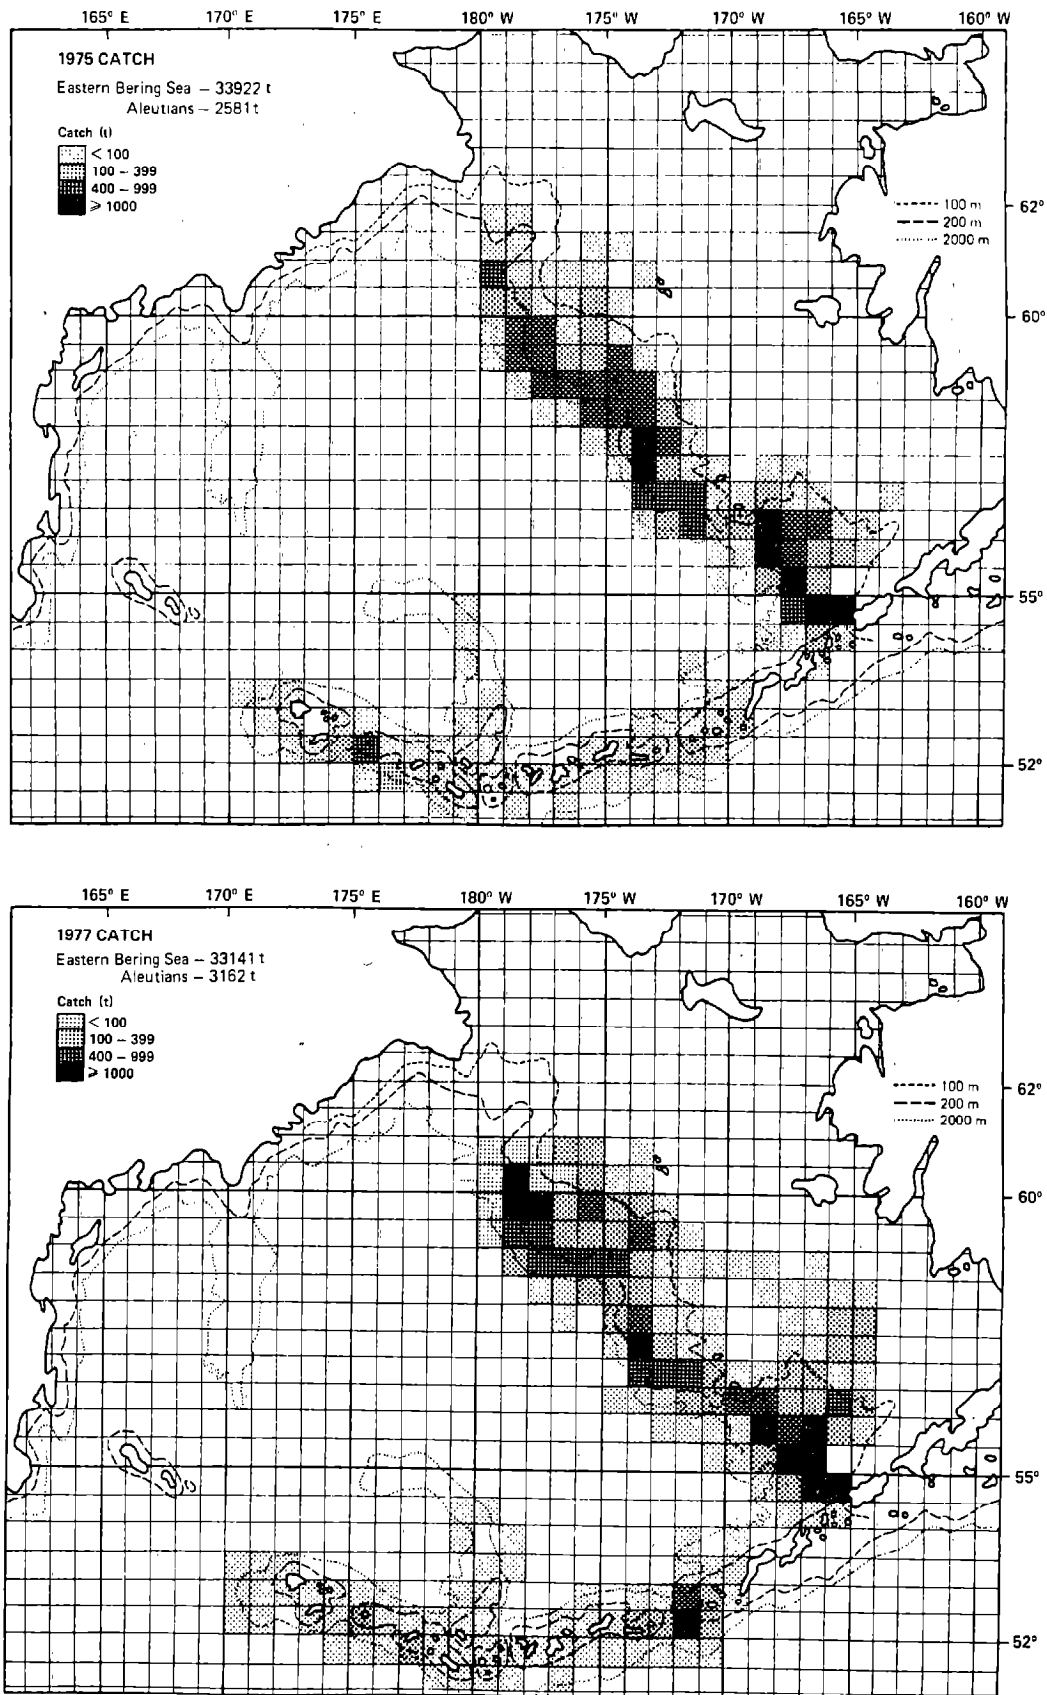 165° E 170° E 175° E 180° W 175° W 170° W 165° W 160° W
1975 CATCH
Eastern Bering Sea – 33922 t
Aleutians – 2581 t
Catch (t)
< 100
100 – 399
400 – 999
⩾ 1000
100 m
200 m
2000 m
62°
60°
55°
52°
165° E 170° E 175° E 180° W 175° W 170° W 165° W 160° W
1977 CATCH
Eastern Bering Sea – 33141 t
Aleutians – 3162 t
Catch (t)
< 100
100 – 399
400 – 999
⩾ 1000
100 m
200 m
2000 m
62°
60°
55°
52°